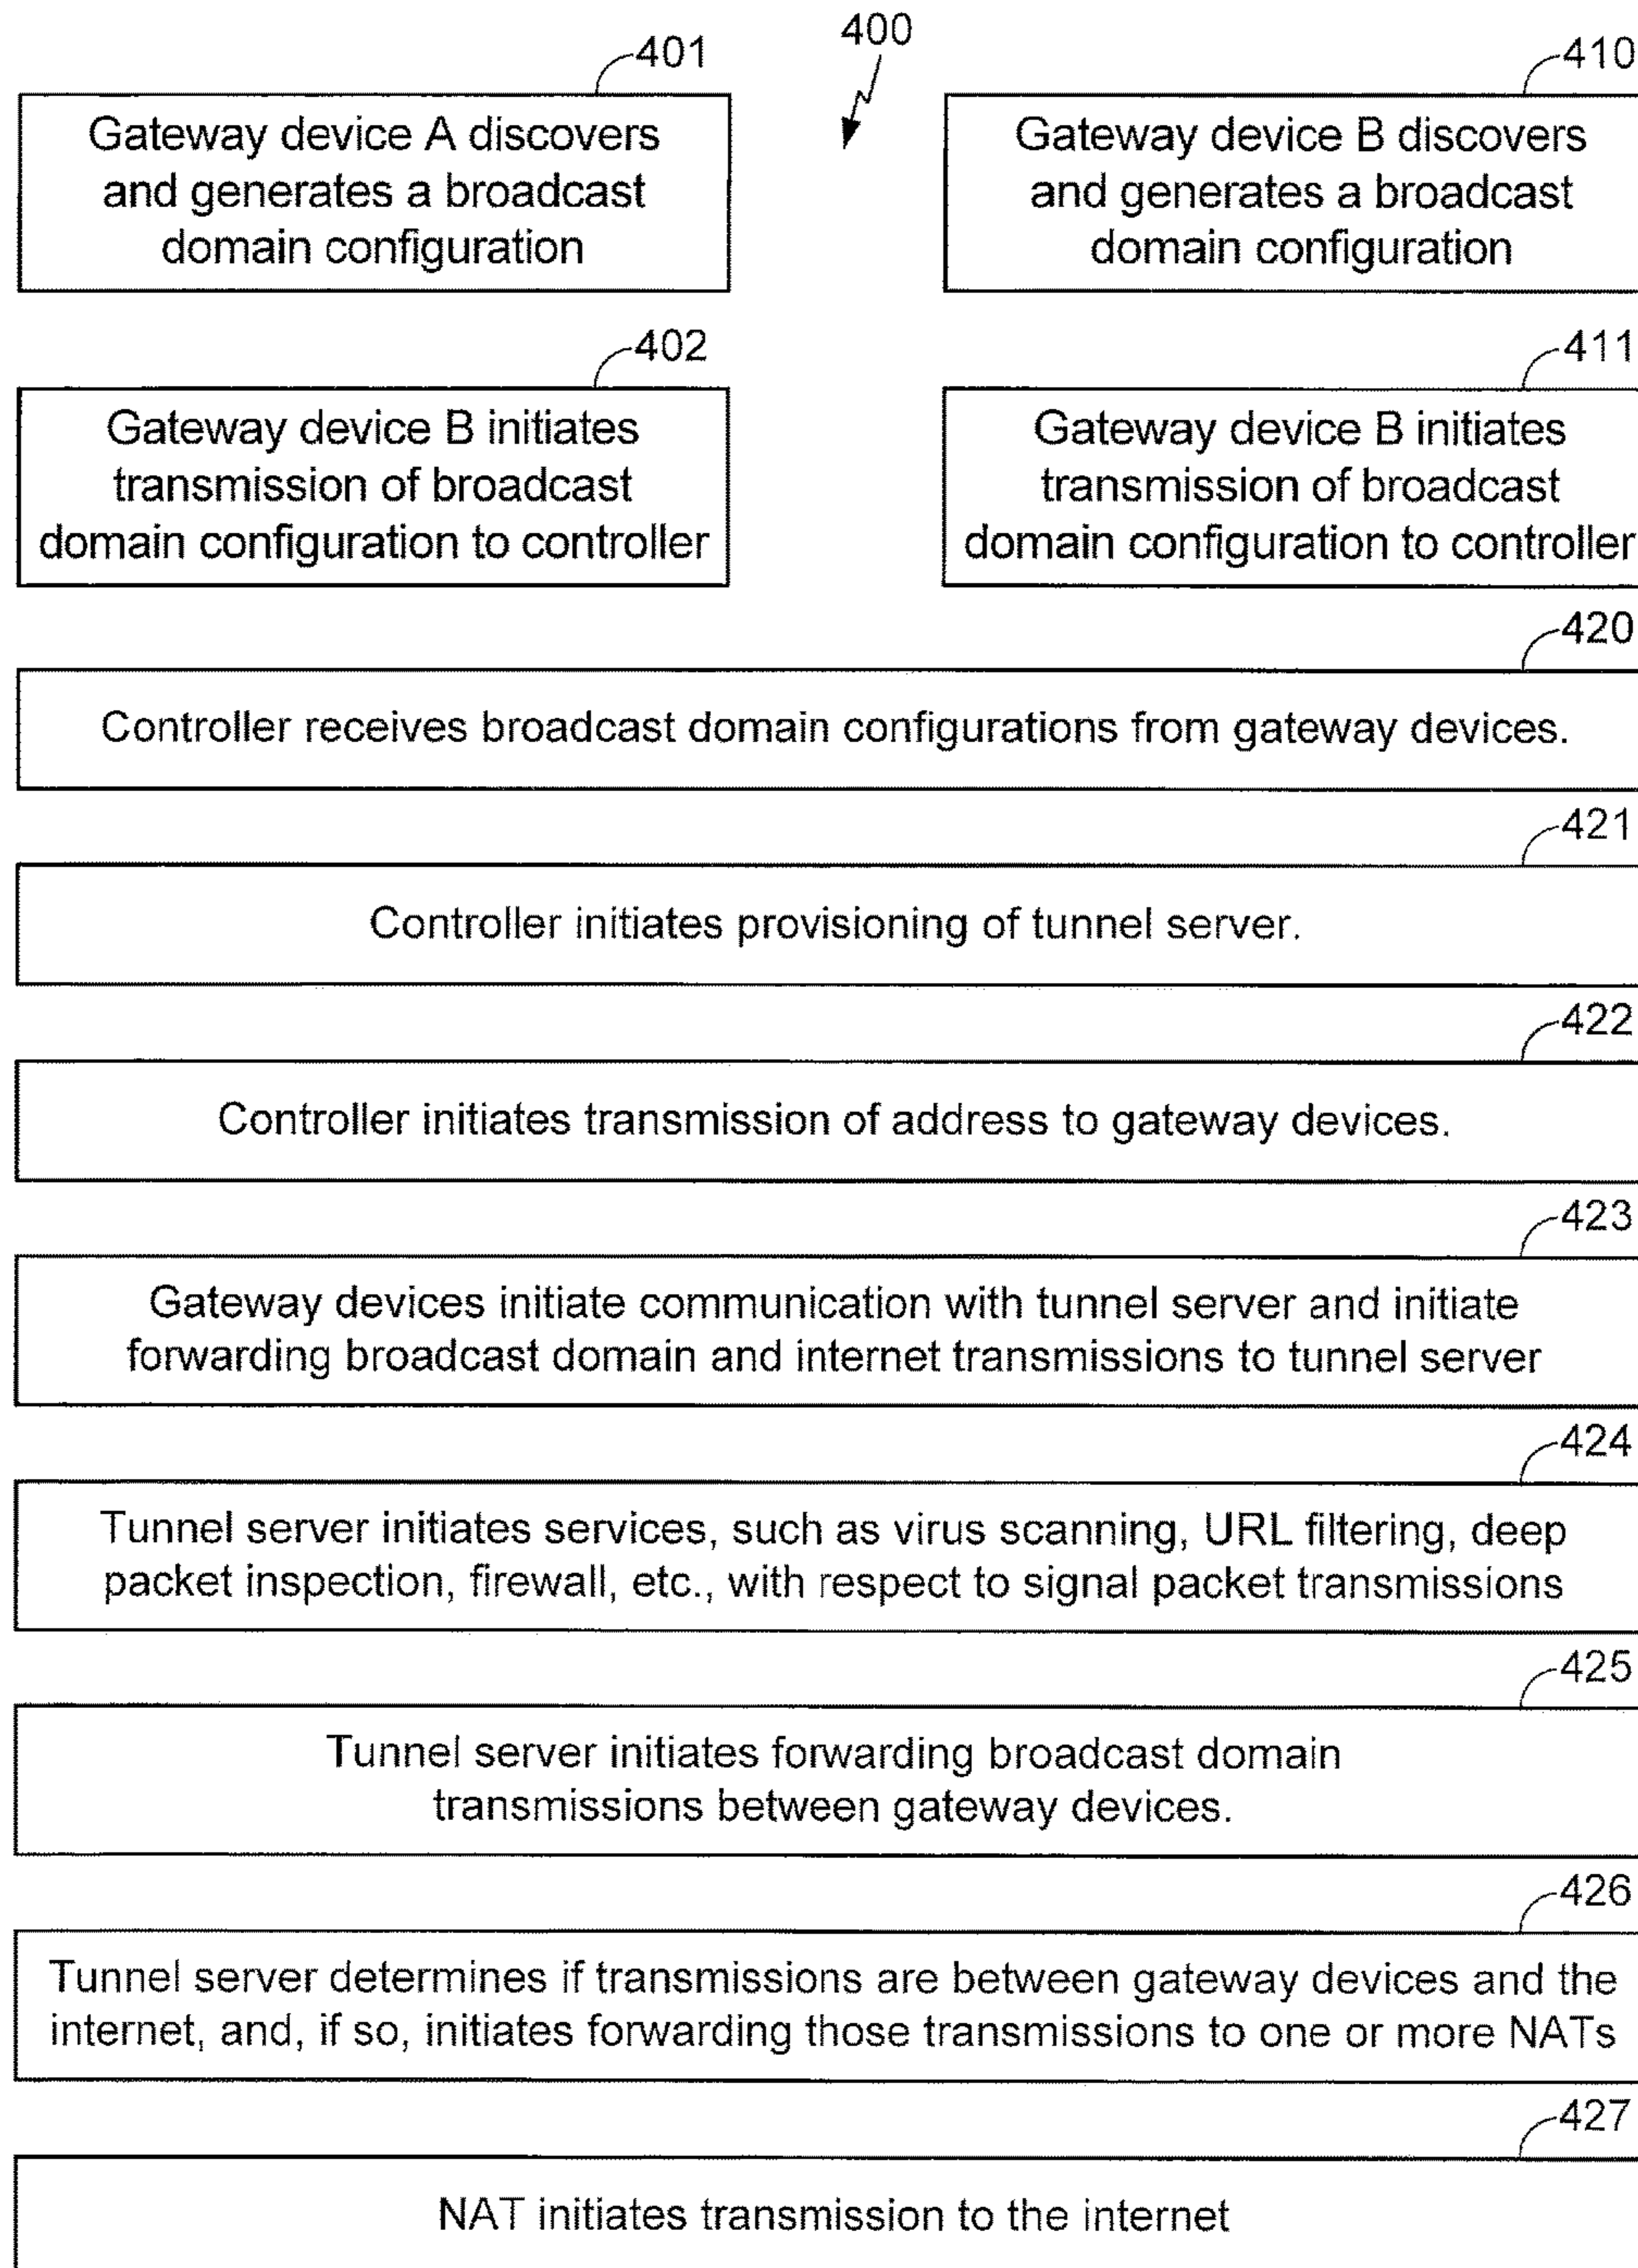 400
401
Gateway device A discovers
and generates a broadcast
domain configuration
410
Gateway device B discovers
and generates a broadcast
domain configuration
402
Gateway device B initiates
transmission of broadcast
domain configuration to controller
411
Gateway device B initiates
transmission of broadcast
domain configuration to controller
420
Controller receives broadcast domain configurations from gateway devices.
421
Controller initiates provisioning of tunnel server.
422
Controller initiates transmission of address to gateway devices.
423
Gateway devices initiate communication with tunnel server and initiate
forwarding broadcast domain and internet transmissions to tunnel server
424
Tunnel server initiates services, such as virus scanning, URL filtering, deep
packet inspection, firewall, etc., with respect to signal packet transmissions
425
Tunnel server initiates forwarding broadcast domain
transmissions between gateway devices.
426
Tunnel server determines if transmissions are between gateway devices and the
internet, and, if so, initiates forwarding those transmissions to one or more NATs
427
NAT initiates transmission to the internet